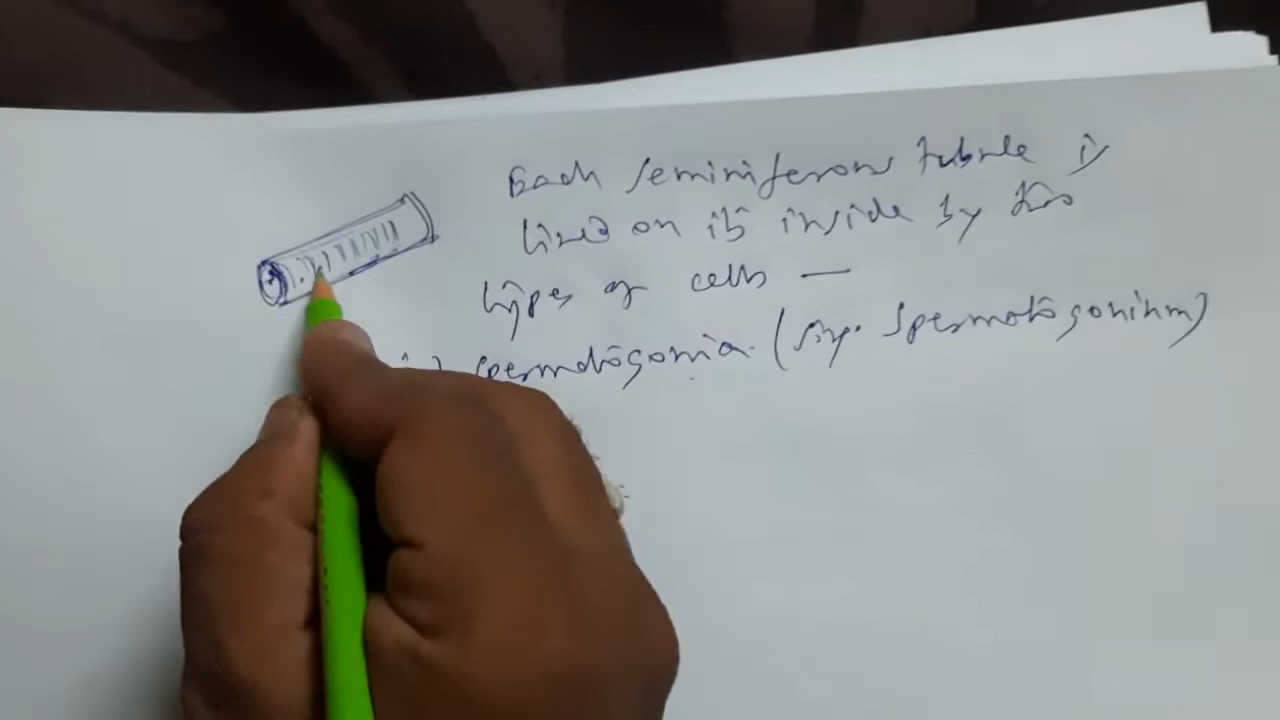 Each seminiferous tubule is
lined on its inside by two
types of cells —
(i) spermatogonia (sing. spermatogonium)